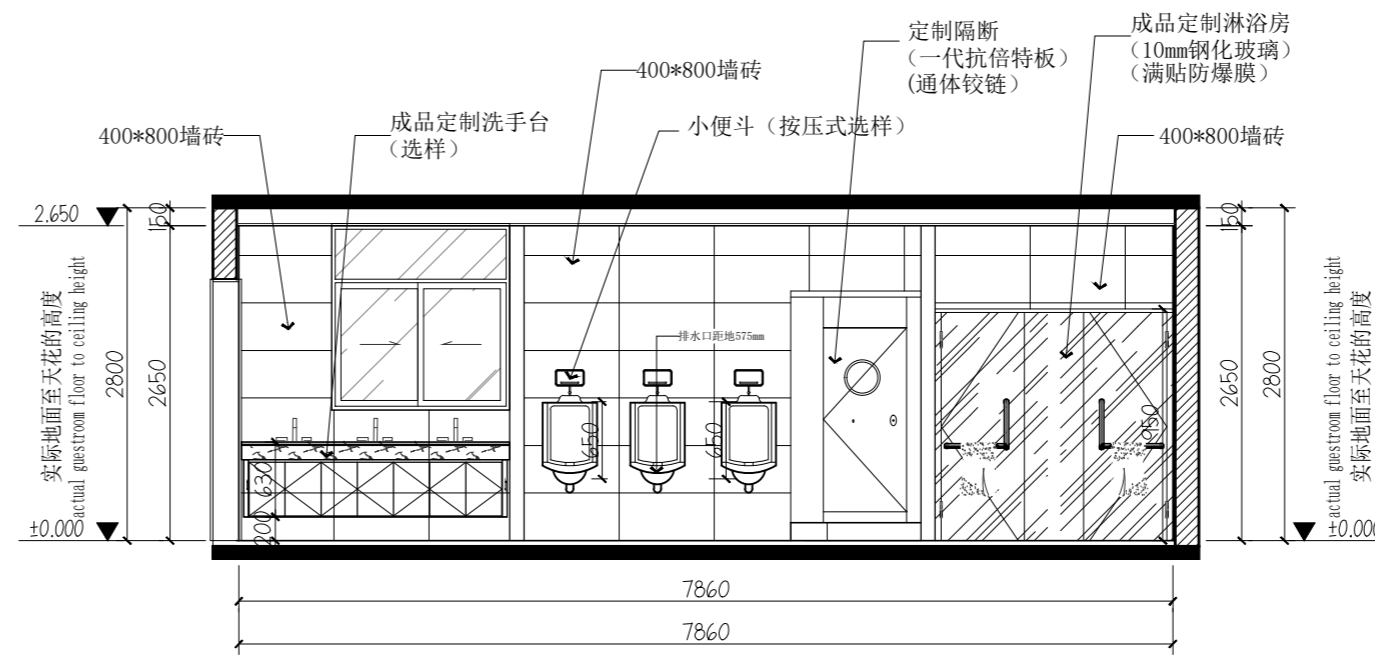 定制隔断
（一代抗倍特板）
(通体铰链）
成品定制淋浴房
（10mm钢化玻璃）
（满贴防爆膜）
400*800墙砖
成品定制洗手台
（选样）
小便斗（按压式选样）
400*800墙砖
400*800墙砖
2.650
150
150
实际地面至天花的高度
actual guestroom floor to ceiling height
2800
2650
排水口距地575mm
650
650
950
630
200
2650
2800
actual guestroom floor to ceiling height
实际地面至天花的高度
±0.000
±0.000
7860
7860